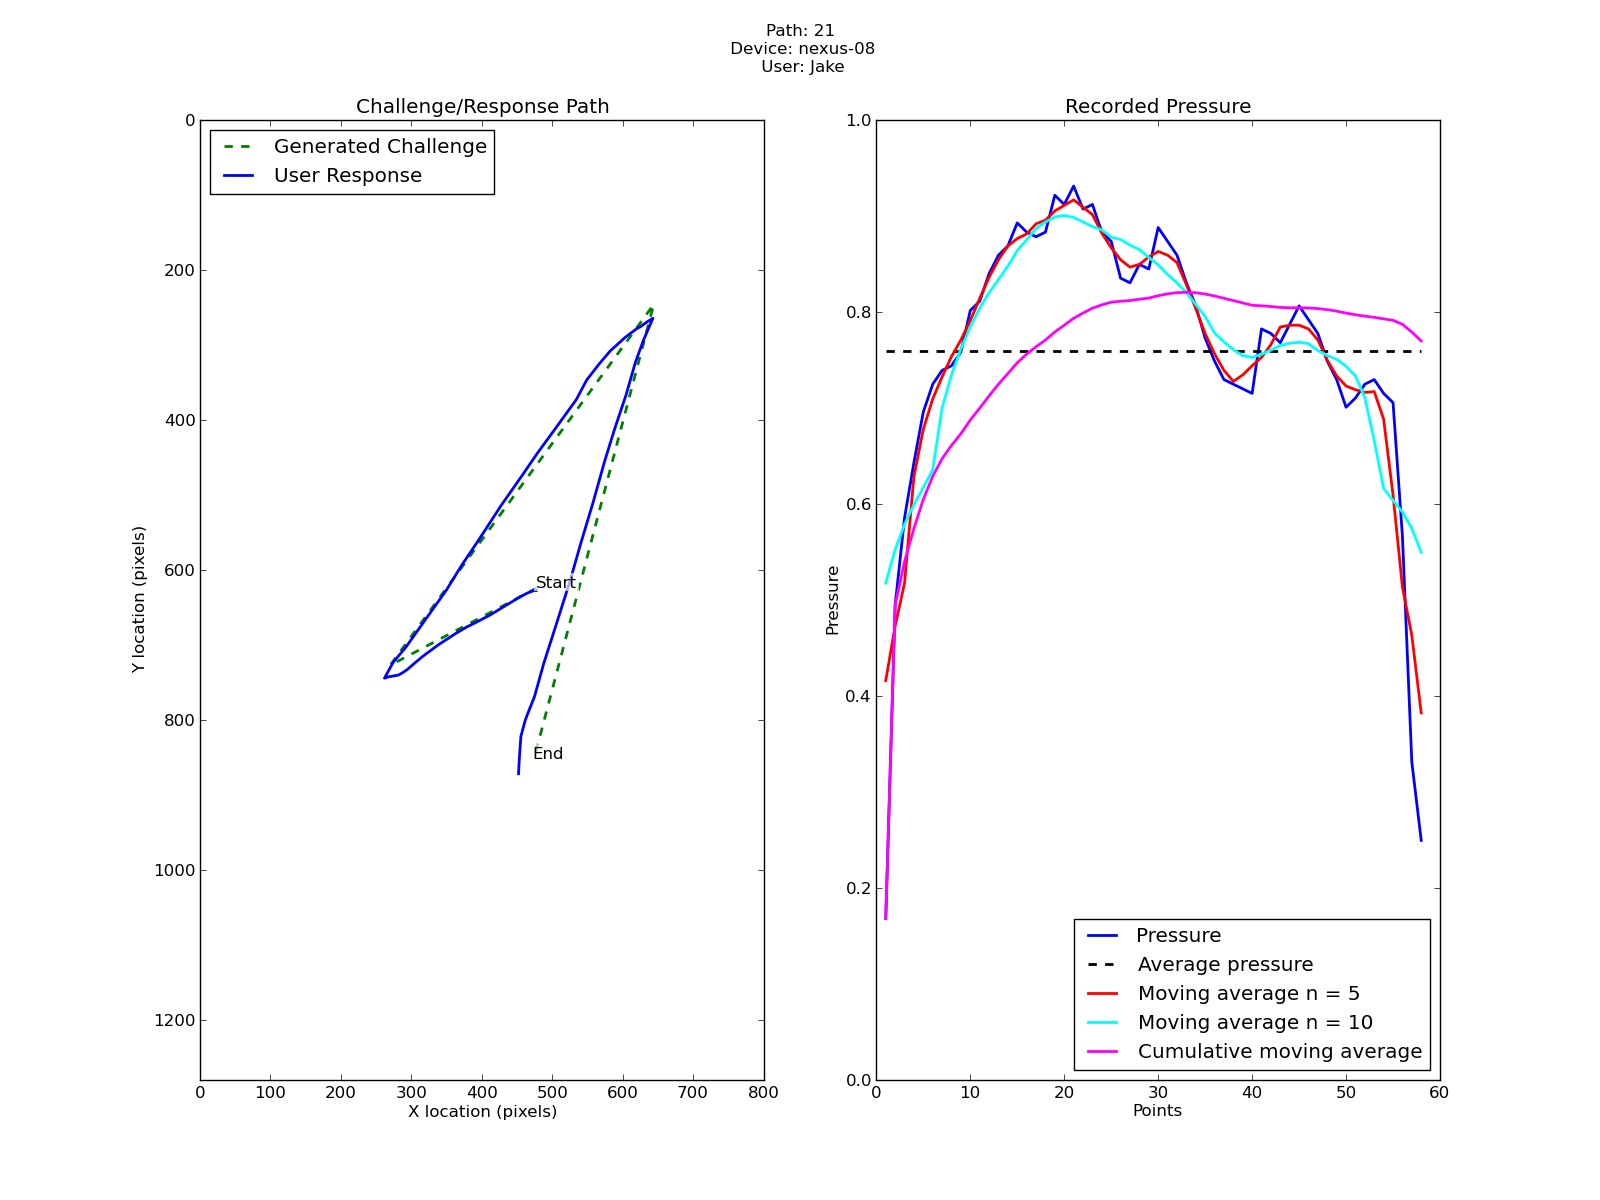 Path: 21
Device: nexus-08
User: Jake
Challenge/Response Path
0
200
400
600
800
1000
1200
Y location (pixels)
Generated Challenge
User Response
Start
End
0 100 200 300 400 500 600 700 800
X location (pixels)
Recorded Pressure
1.0
0.8
0.6
0.4
0.2
0.0
Pressure
Pressure
Average pressure
Moving average n = 5
Moving average n = 10
Cumulative moving average
0 10 20 30 40 50 60
Points